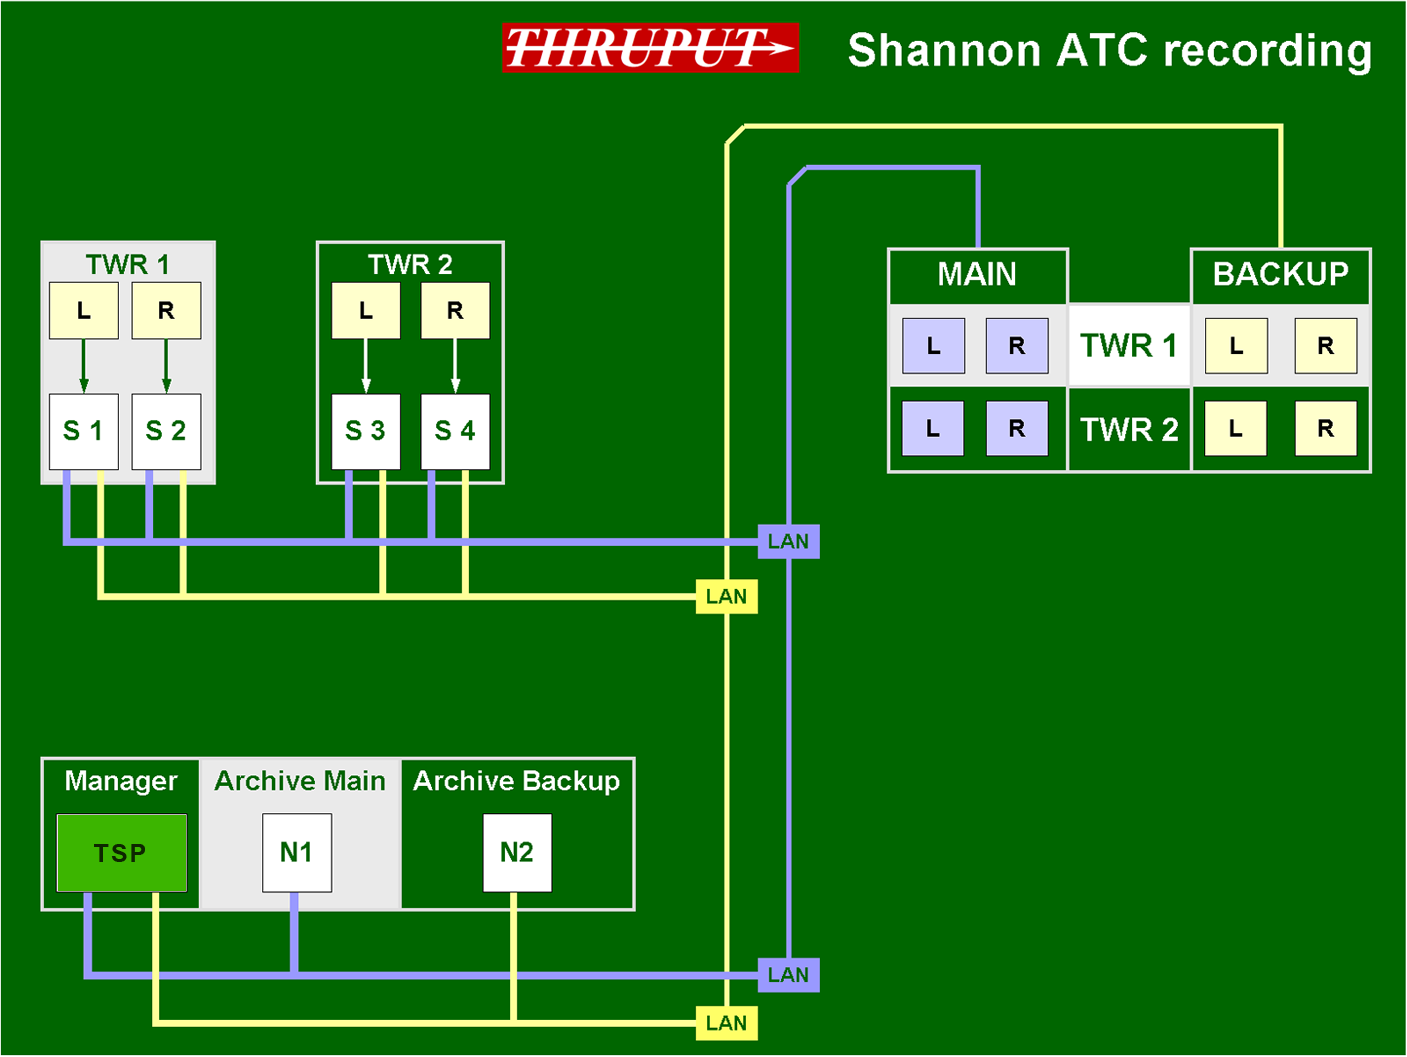 THRUPUT
Shannon ATC recording
TWR 1
L R
S 1 S 2
TWR 2
L R
S 3 S 4
MAIN BACKUP
L R TWR 1 L R
L R TWR 2 L R
LAN
LAN
Manager Archive Main Archive Backup
TSP N1 N2
LAN
LAN